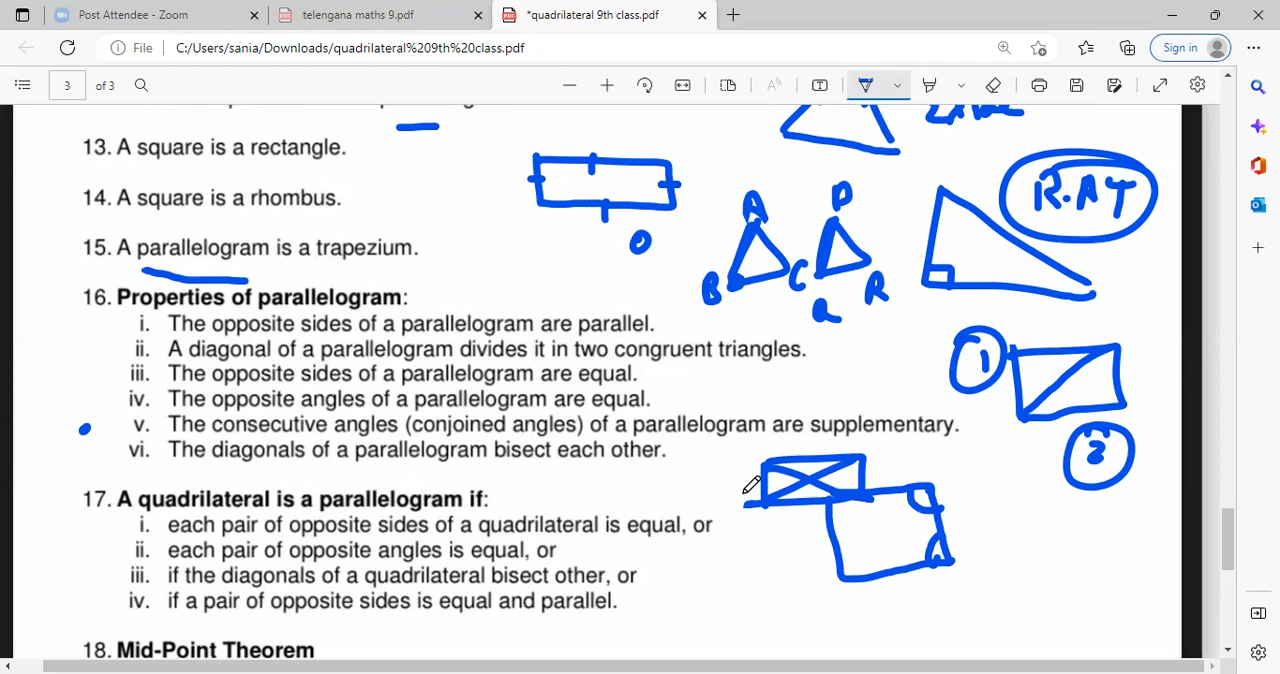 Post Attendee - Zoom
telengana maths 9.pdf
*quadrilateral 9th class.pdf
File
C:/Users/sania/Downloads/quadrilateral%209th%20class.pdf
Sign in
3 of 3
13. A square is a rectangle.
14. A square is a rhombus.
15. A parallelogram is a trapezium.
16. Properties of parallelogram:
i. The opposite sides of a parallelogram are parallel.
ii. A diagonal of a parallelogram divides it in two congruent triangles.
iii. The opposite sides of a parallelogram are equal.
iv. The opposite angles of a parallelogram are equal.
v. The consecutive angles (conjoined angles) of a parallelogram are supplementary.
vi. The diagonals of a parallelogram bisect each other.
17. A quadrilateral is a parallelogram if:
i. each pair of opposite sides of a quadrilateral is equal, or
ii. each pair of opposite angles is equal, or
iii. if the diagonals of a quadrilateral bisect other, or
iv. if a pair of opposite sides is equal and parallel.
18. Mid-Point Theorem
R.AT
A
B
C
P
Q
R
1
2